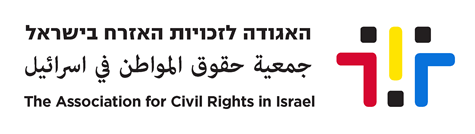 האגודה לזכויות האזרח בישראל
جمعية حقوق المواطن في اسرائيل
The Association for Civil Rights in Israel